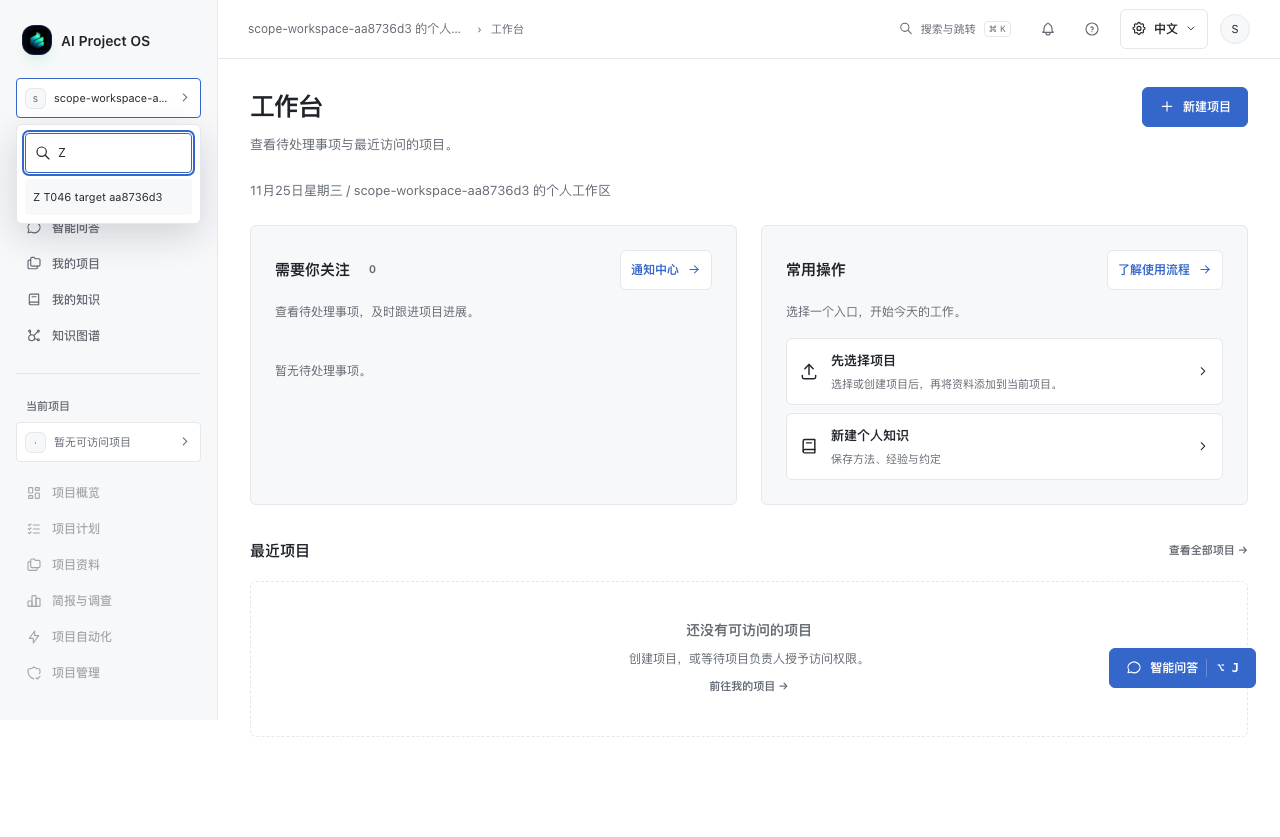 AI Project OS
s
scope-workspace-a...
Z
Z T046 target aa8736d3
智能问答
我的项目
我的知识
知识图谱
当前项目
·
暂无可访问项目
项目概览
项目计划
项目资料
简报与调查
项目自动化
项目管理
scope-workspace-aa8736d3 的个人... › 工作台
搜索与跳转 ⌘ K
中文
S
工作台
新建项目
查看待处理事项与最近访问的项目。
11月25日星期三 / scope-workspace-aa8736d3 的个人工作区
需要你关注 0
通知中心 →
查看待处理事项，及时跟进项目进展。
暂无待处理事项。
常用操作
了解使用流程 →
选择一个入口，开始今天的工作。
先选择项目
选择或创建项目后，再将资料添加到当前项目。
新建个人知识
保存方法、经验与约定
最近项目
查看全部项目 →
还没有可访问的项目
创建项目，或等待项目负责人授予访问权限。
前往我的项目 →
智能问答 ⌥ J